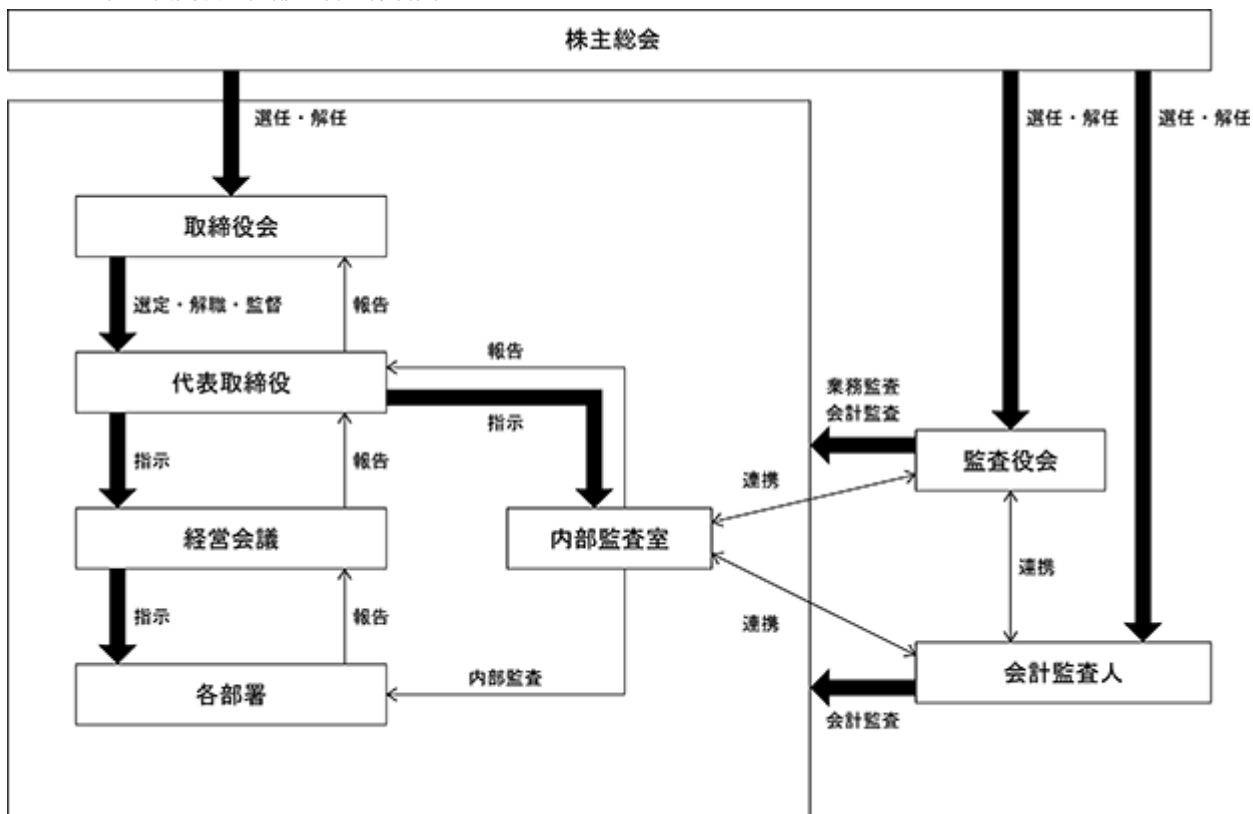 株主総会
選任・解任
選任・解任
選任・解任
取締役会
選定・解職・監督
報告
代表取締役
報告
指示
業務監査
会計監査
監査役会
指示
報告
連携
経営会議
内部監査室
連携
指示
報告
連携
各部署
内部監査
会計監査人
会計監査